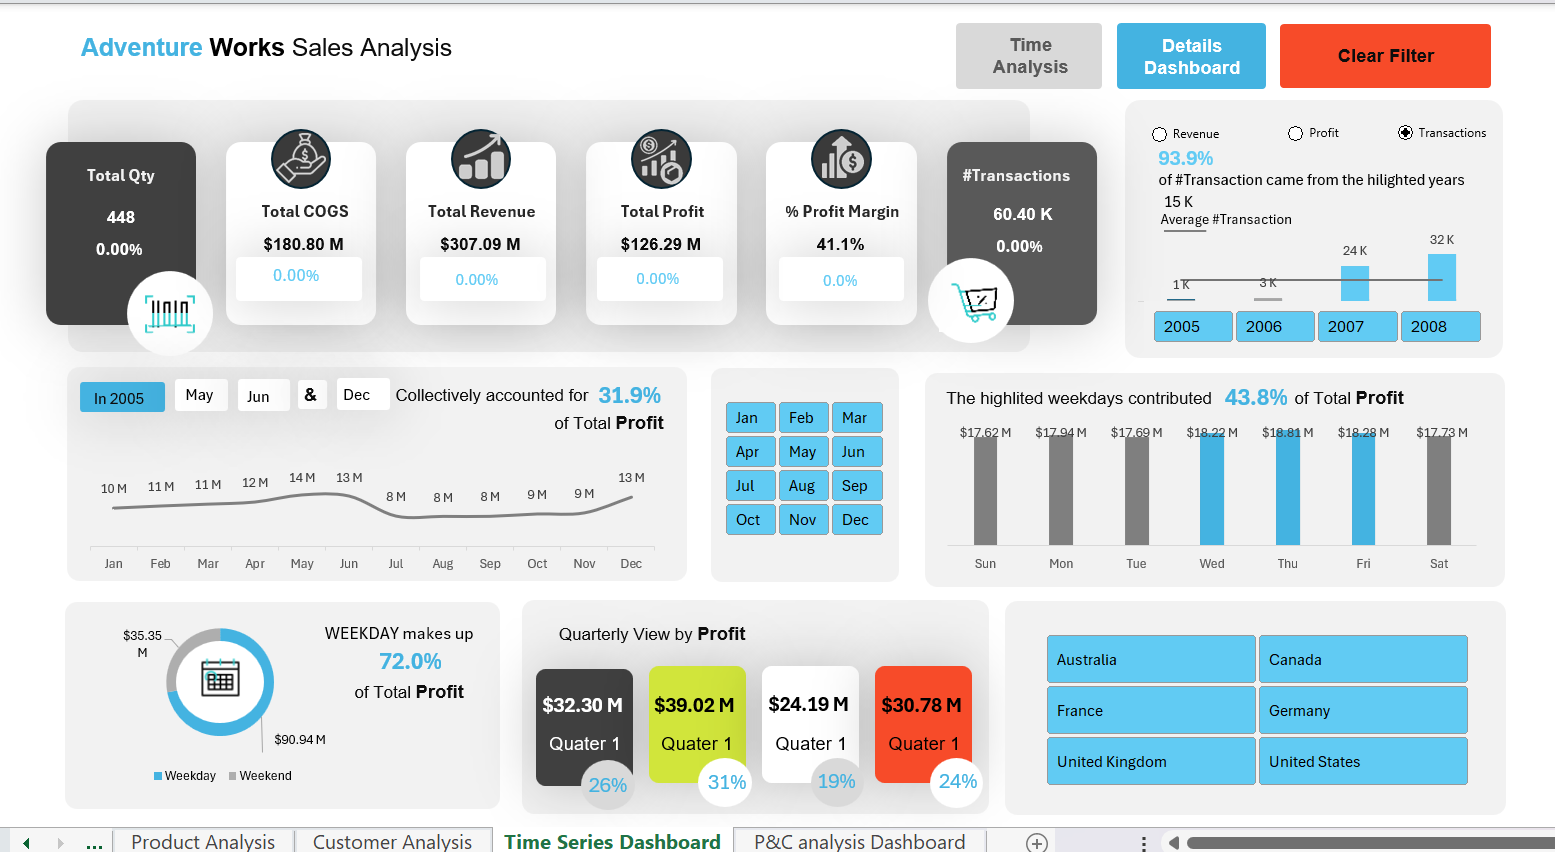 Adventure Works Sales Analysis
Time
Analysis
Details
Dashboard
Clear Filter
Total Qty
448
0.00%
Total COGS
$180.80 M
0.00%
Total Revenue
$307.09 M
0.00%
Total Profit
$126.29 M
0.00%
% Profit Margin
41.1%
0.0%
#Transactions
60.40 K
0.00%
Revenue
Profit
Transactions
93.9%
of #Transaction came from the hilighted years
15 K
Average #Transaction
1 K
3 K
24 K
32 K
2005
2006
2007
2008
In 2005
May
Jun
&
Dec
Collectively accounted for 31.9%
of Total Profit
10 M
11 M
11 M
12 M
14 M
13 M
8 M
8 M
8 M
9 M
9 M
13 M
Jan
Feb
Mar
Apr
May
Jun
Jul
Aug
Sep
Oct
Nov
Dec
Jan
Feb
Mar
Apr
May
Jun
Jul
Aug
Sep
Oct
Nov
Dec
The highlited weekdays contributed 43.8% of Total Profit
$17.62 M
$17.94 M
$17.69 M
$18.22 M
$18.81 M
$18.28 M
$17.73 M
Sun
Mon
Tue
Wed
Thu
Fri
Sat
$35.35
M
$90.94 M
Weekday
Weekend
WEEKDAY makes up
72.0%
of Total Profit
Quarterly View by Profit
$32.30 M
Quater 1
26%
$39.02 M
Quater 1
31%
$24.19 M
Quater 1
19%
$30.78 M
Quater 1
24%
Australia
Canada
France
Germany
United Kingdom
United States
...
Product Analysis
Customer Analysis
Time Series Dashboard
P&C analysis Dashboard